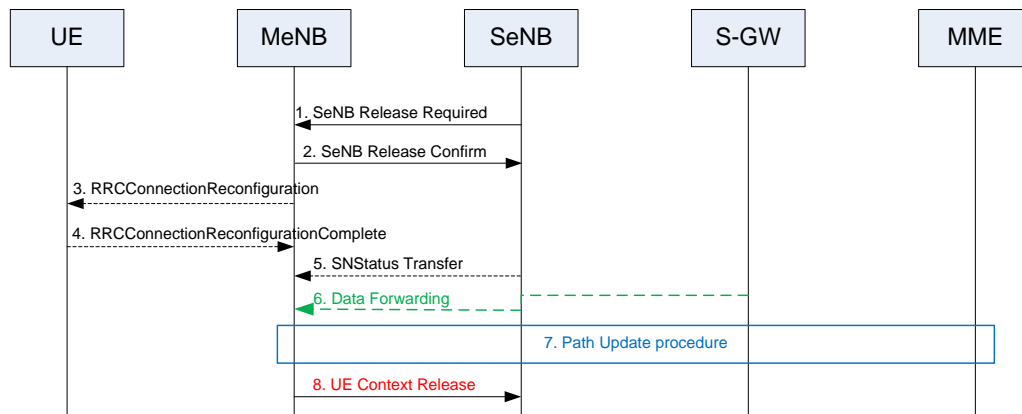 UE
MeNB
SeNB
S-GW
MME
1. SeNB Release Required
2. SeNB Release Confirm
3. RRCConnectionReconfiguration
4. RRCConnectionReconfigurationComplete
5. SNStatus Transfer
6. Data Forwarding
7. Path Update procedure
8. UE Context Release